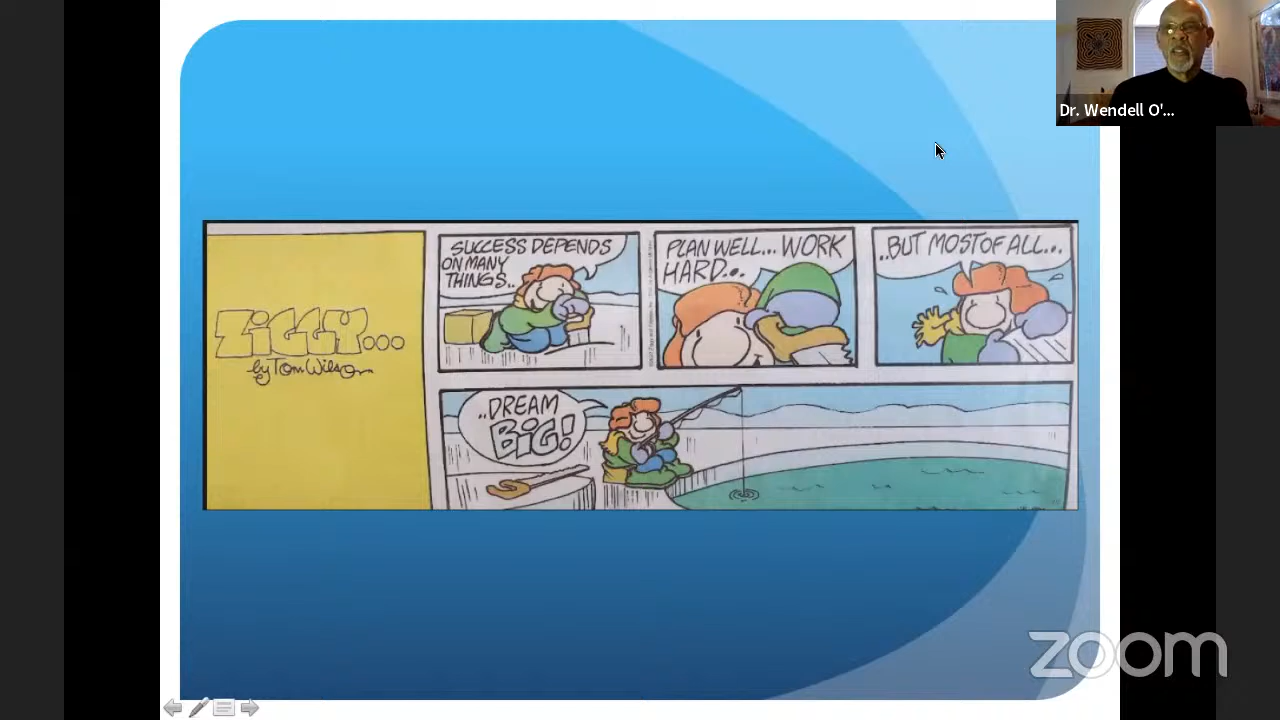 Dr. Wendell O'...
ZIGGY...
by Tom Wilson
SUCCESS DEPENDS
ON MANY
THINGS..
PLAN WELL... WORK
HARD...
..BUT MOST OF ALL...
..DREAM
BIG!
zoom